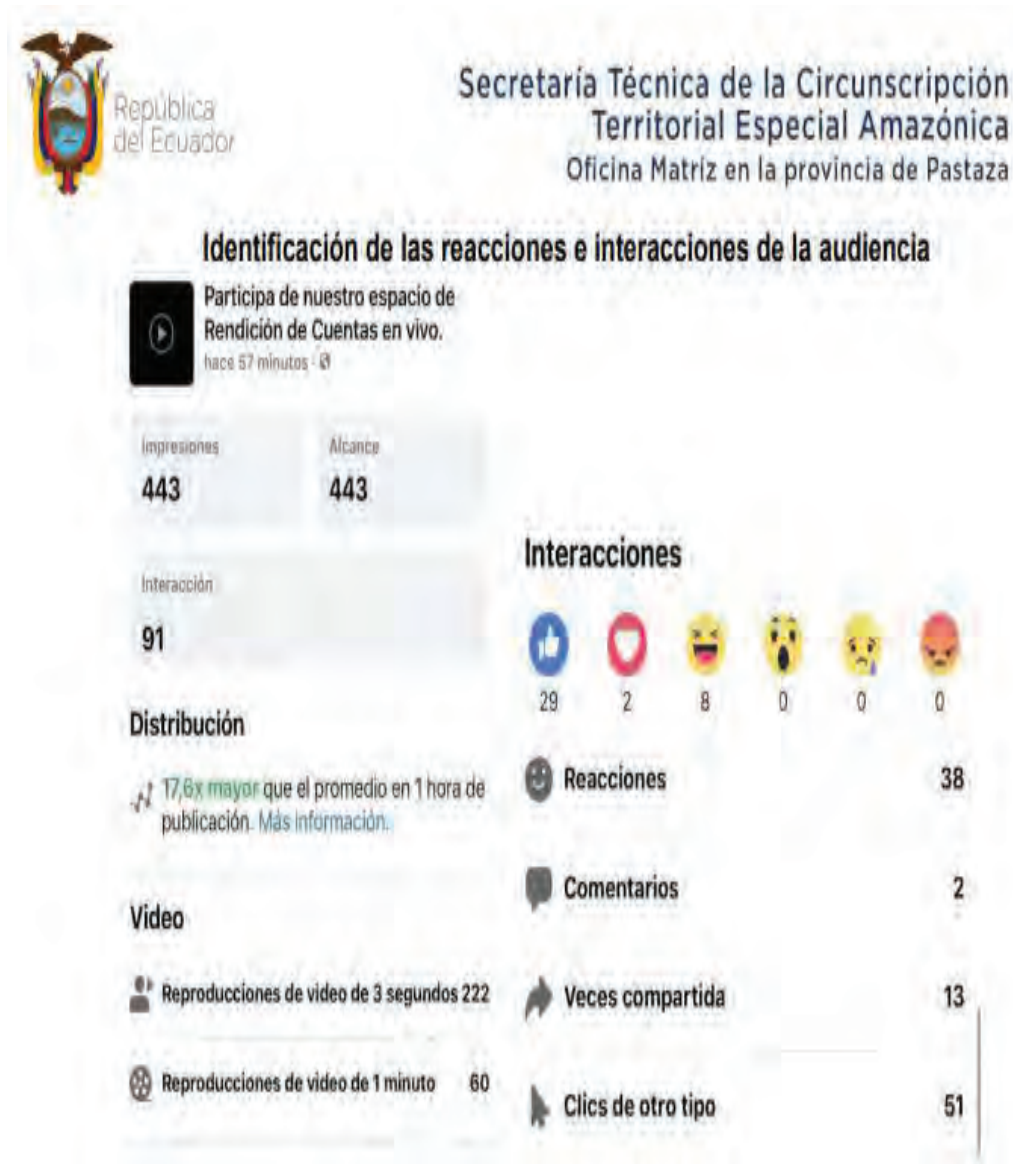 República
del Ecuador
Secretaría Técnica de la Circunscripción
Territorial Especial Amazónica
Oficina Matríz en la provincia de Pastaza
Identificación de las reacciones e interacciones de la audiencia
Participa de nuestro espacio de
Rendición de Cuentas en vivo.
hace 57 minutos ·
Impresiones
443
Alcance
443
Interacción
91
Distribución
17,6x mayor que el promedio en 1 hora de
publicación. Más información.
Video
Reproducciones de video de 3 segundos 222
Reproducciones de video de 1 minuto 60
Interacciones
29 2 8 0 0 0
Reacciones 38
Comentarios 2
Veces compartida 13
Clics de otro tipo 51